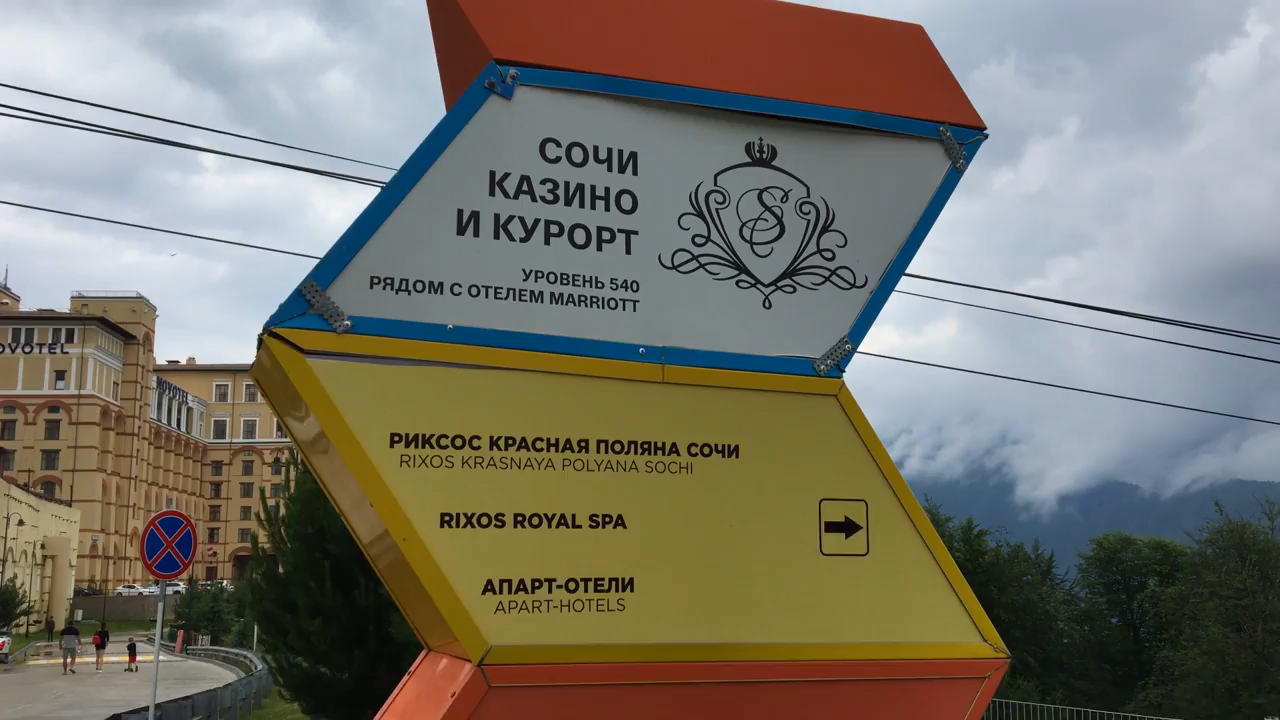 СОЧИ
КАЗИНО
И КУРОРТ
УРОВЕНЬ 540
РЯДОМ С ОТЕЛЕМ MARRIOTT
РИКСОС КРАСНАЯ ПОЛЯНА СОЧИ
RIXOS KRASNAYA POLYANA SOCHI
RIXOS ROYAL SPA
АПАРТ-ОТЕЛИ
APART-HOTELS
OVOTEL
NOVOTEL